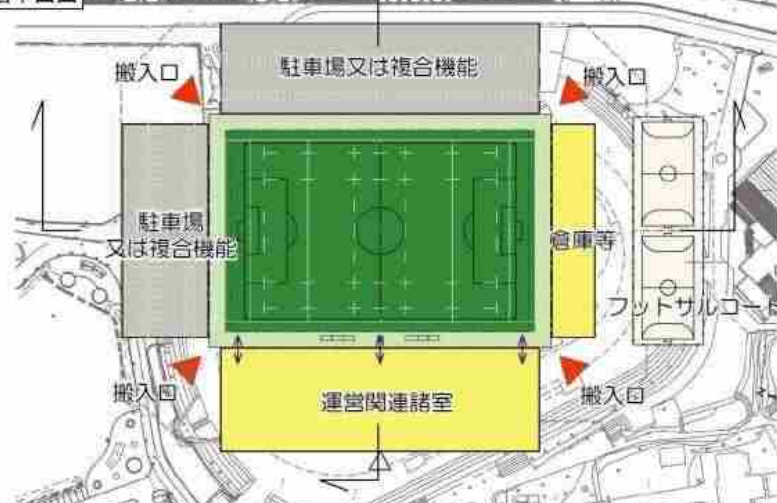 搬入口
駐車場又は複合機能
搬入口
駐車場
又は複合機能
倉庫等
フットサルコート
搬入口
運営関連諸室
搬入口